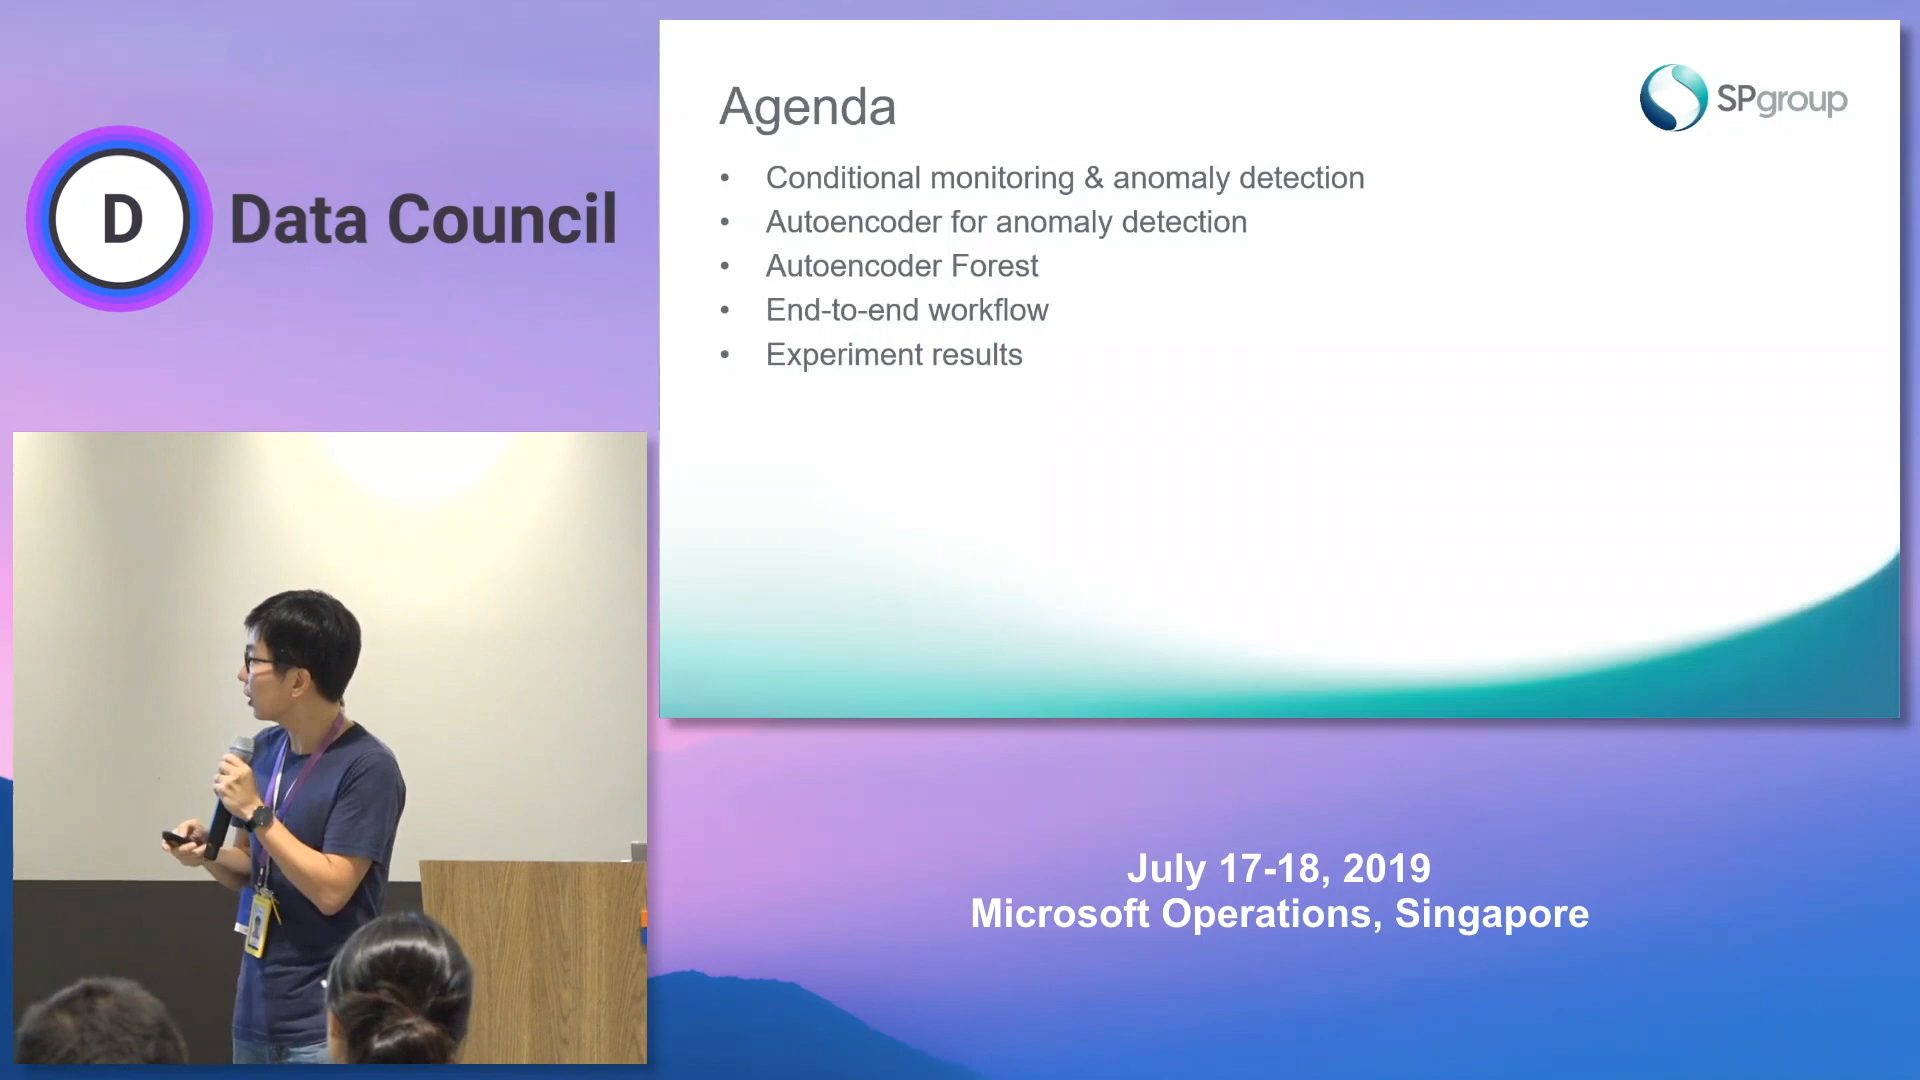 D Data Council
Agenda
SPgroup
• Conditional monitoring & anomaly detection
• Autoencoder for anomaly detection
• Autoencoder Forest
• End-to-end workflow
• Experiment results
July 17-18, 2019
Microsoft Operations, Singapore